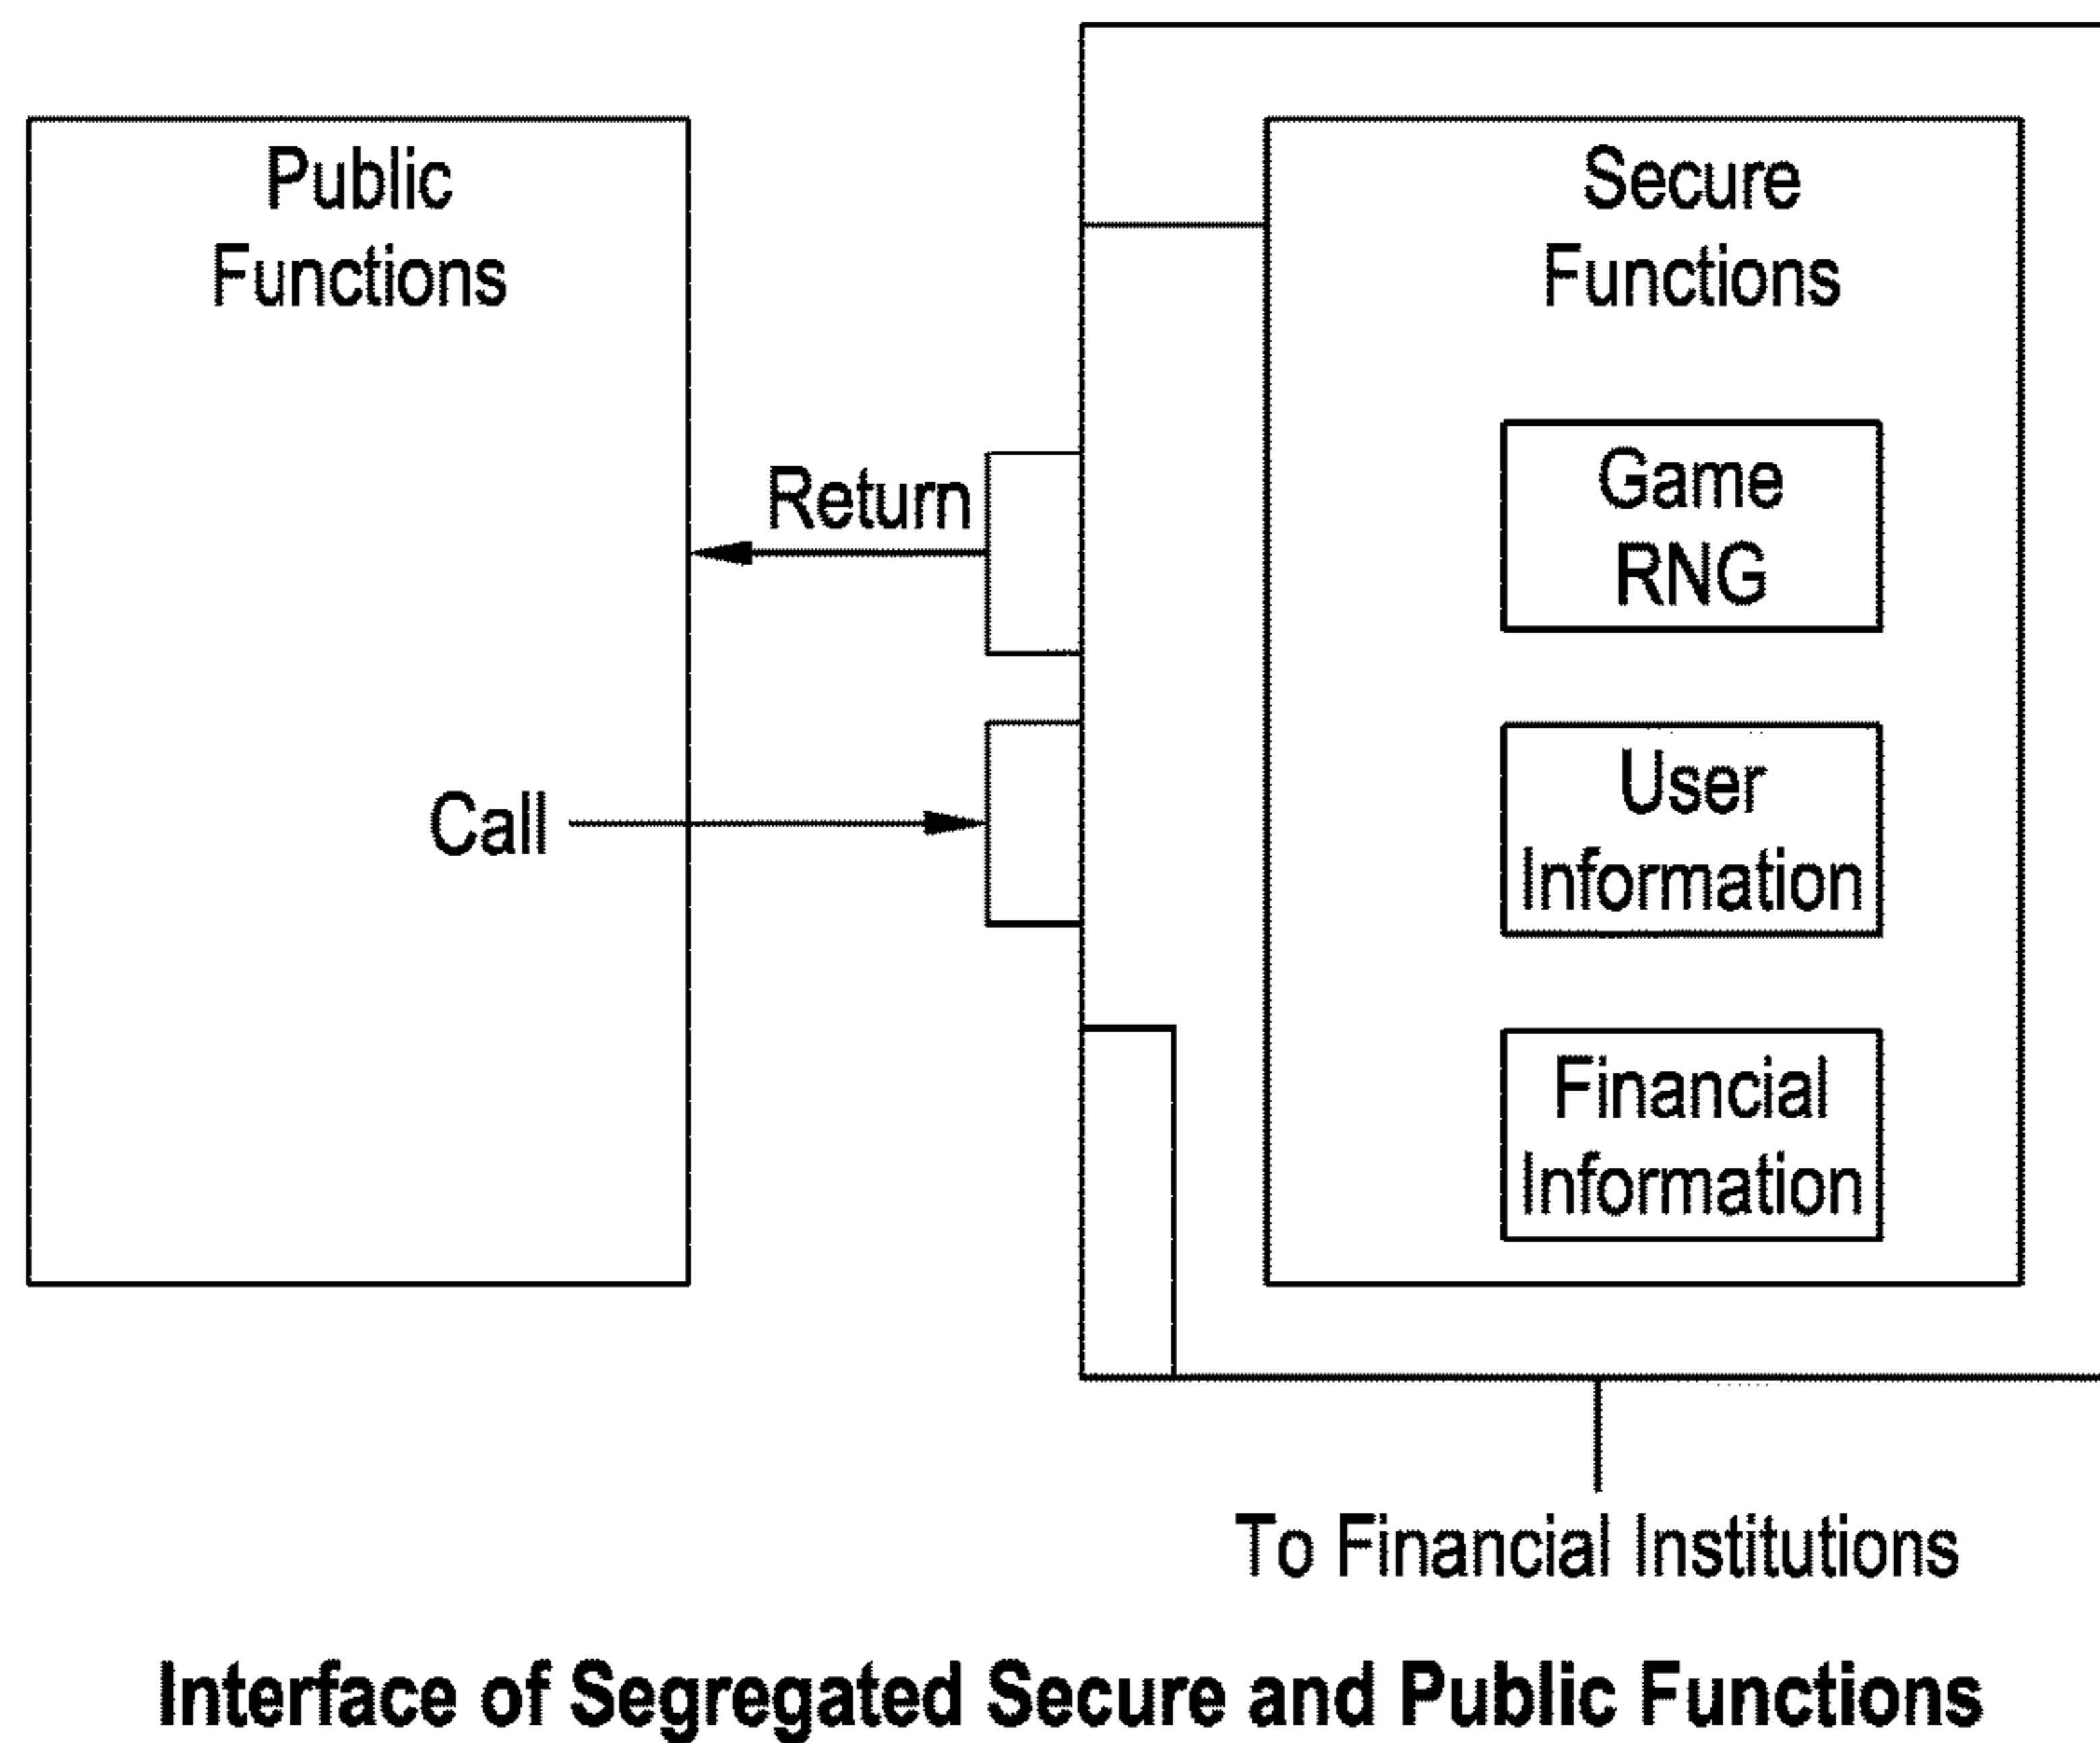 Public
Functions
Secure
Functions
Return
Game
RNG
Call
User
Information
Financial
Information
To Financial Institutions
Interface of Segregated Secure and Public Functions